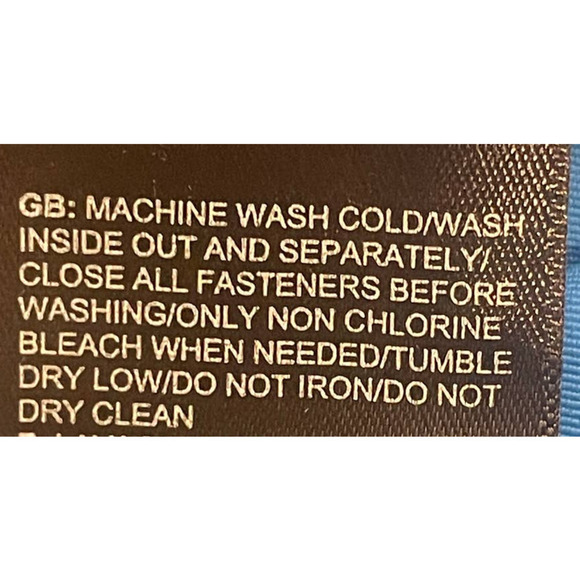 GB: MACHINE WASH COLD/WASH
INSIDE OUT AND SEPARATELY/
CLOSE ALL FASTENERS BEFORE
WASHING/ONLY NON CHLORINE
BLEACH WHEN NEEDED/TUMBLE
DRY LOW/DO NOT IRON/DO NOT
DRY CLEAN